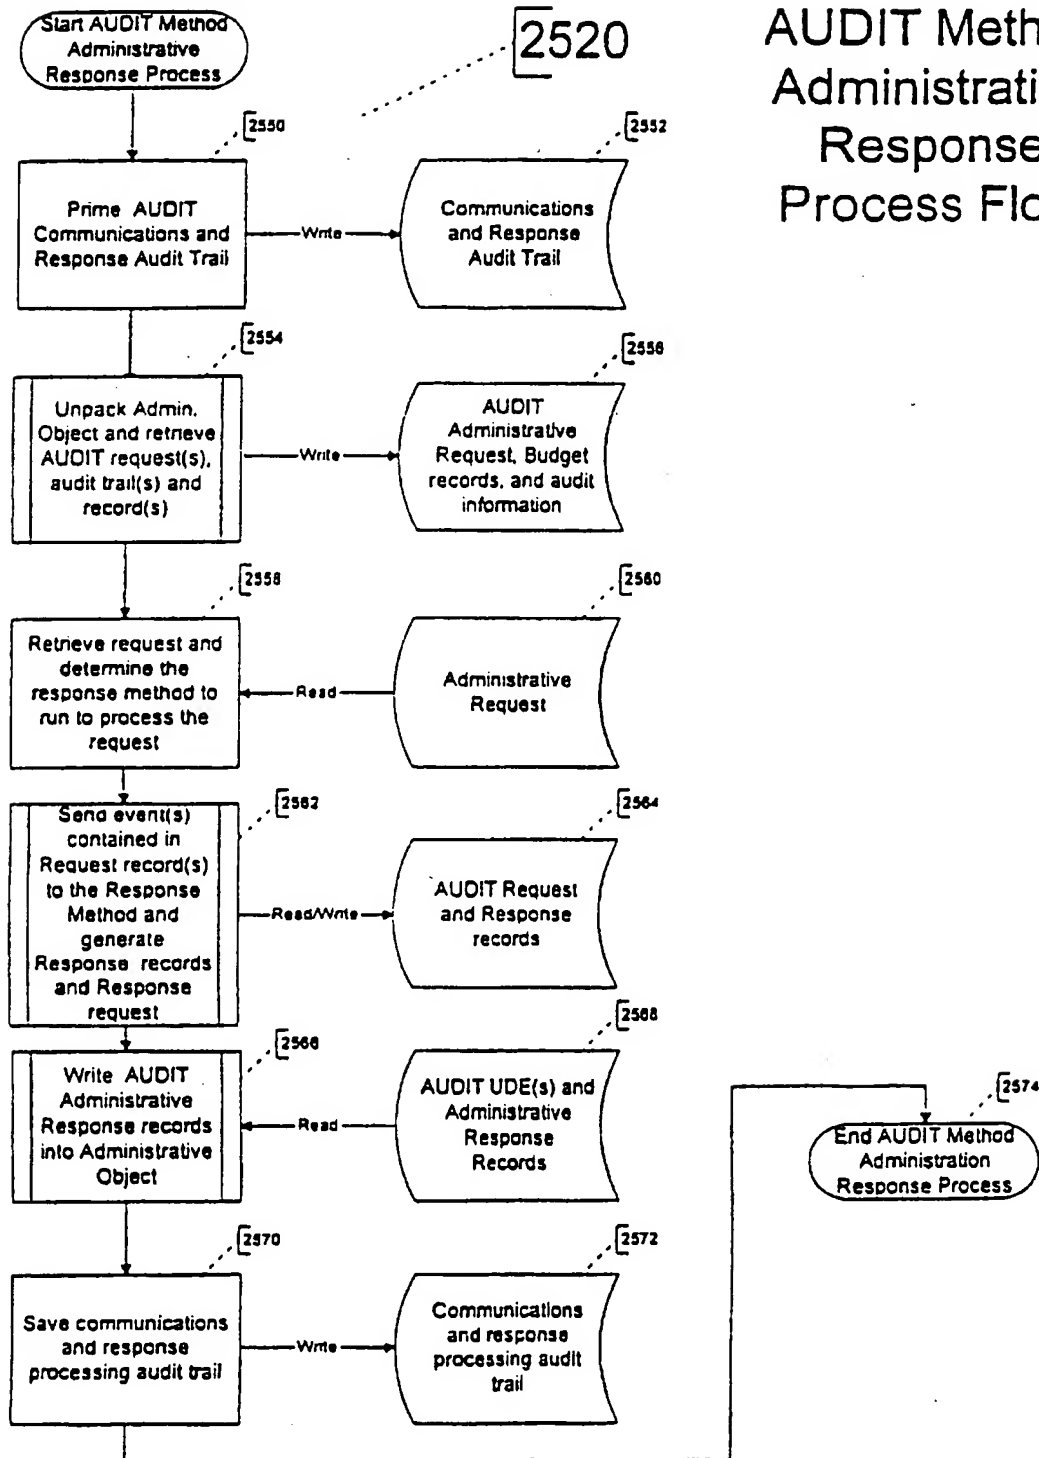 Start AUDIT Method
Administrative
Response Process
2520
AUDIT Meth
Administrati
Response
Process Flo
2550
Prime AUDIT
Communications and
Response Audit Trail
Write
2552
Communications
and Response
Audit Trail
2554
Unpack Admin.
Object and retrieve
AUDIT request(s),
audit trail(s) and
record(s)
Write
2556
AUDIT
Administrative
Request, Budget
records, and audit
information
2558
Retrieve request and
determine the
response method to
run to process the
request
Read
2560
Administrative
Request
2562
Send event(s)
contained in
Request record(s)
to the Response
Method and
generate
Response records
and Response
request
Read/Write
2564
AUDIT Request
and Response
records
2566
Write AUDIT
Administrative
Response records
into Administrative
Object
Read
2568
AUDIT UDE(s) and
Administrative
Response
Records
2570
Save communications
and response
processing audit trail
Write
2572
Communications
and response
processing audit
trail
2574
End AUDIT Method
Administration
Response Process